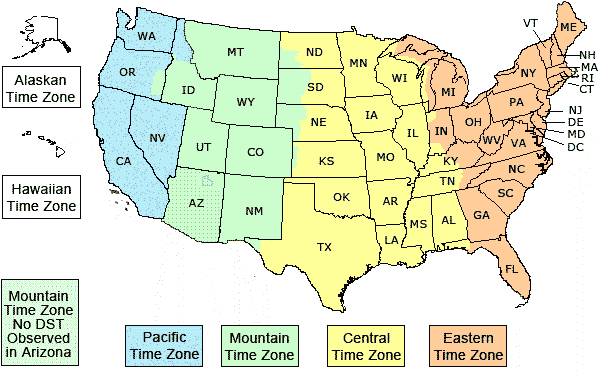 VT
ME
WA
MT
ND
MN
NH
MA
RI
CT
OR
ID
SD
WI
MI
NY
WY
NE
IA
PA
NJ
DE
MD
DC
NV
UT
CO
IL
IN
OH
WV
VA
CA
KS
MO
KY
NC
TN
AZ
NM
OK
AR
SC
TX
LA
MS
AL
GA
FL
Alaskan
Time Zone
Hawaiian
Time Zone
Mountain
Time Zone
No DST
Observed
in Arizona
Pacific
Time Zone
Mountain
Time Zone
Central
Time Zone
Eastern
Time Zone